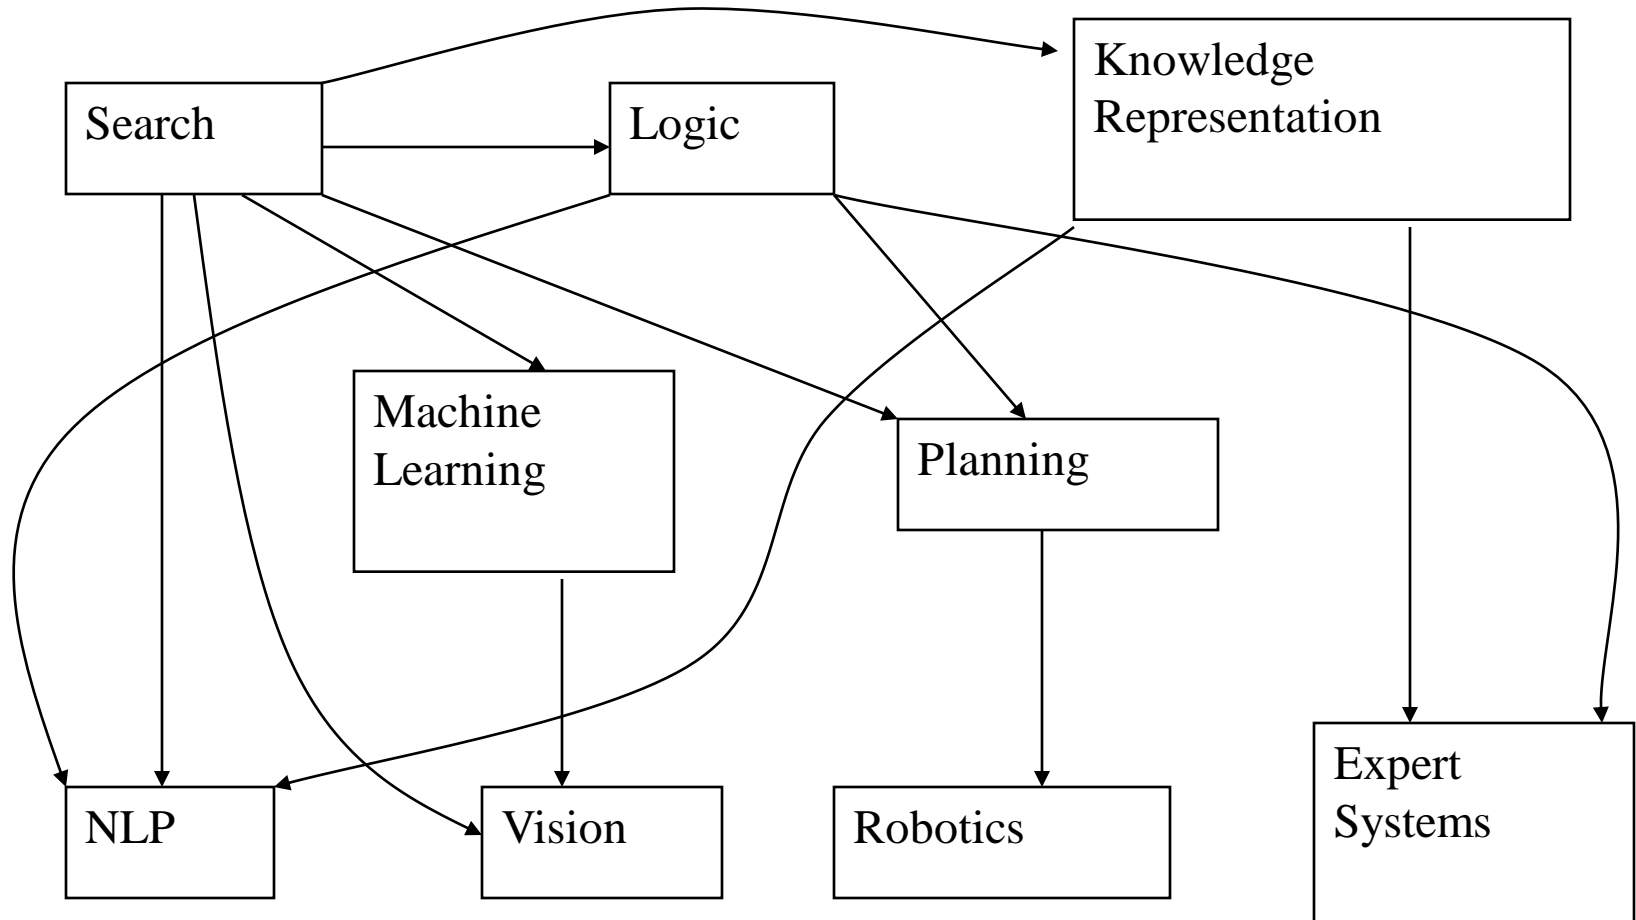 Search
Logic
Knowledge
Representation
Machine
Learning
Planning
NLP
Vision
Robotics
Expert
Systems